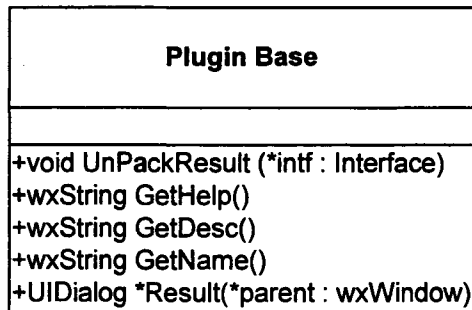 Plugin Base
+void UnPackResult (*intf : Interface)
+wxString GetHelp()
+wxString GetDesc()
+wxString GetName()
+UIDialog *Result(*parent : wxWindow)